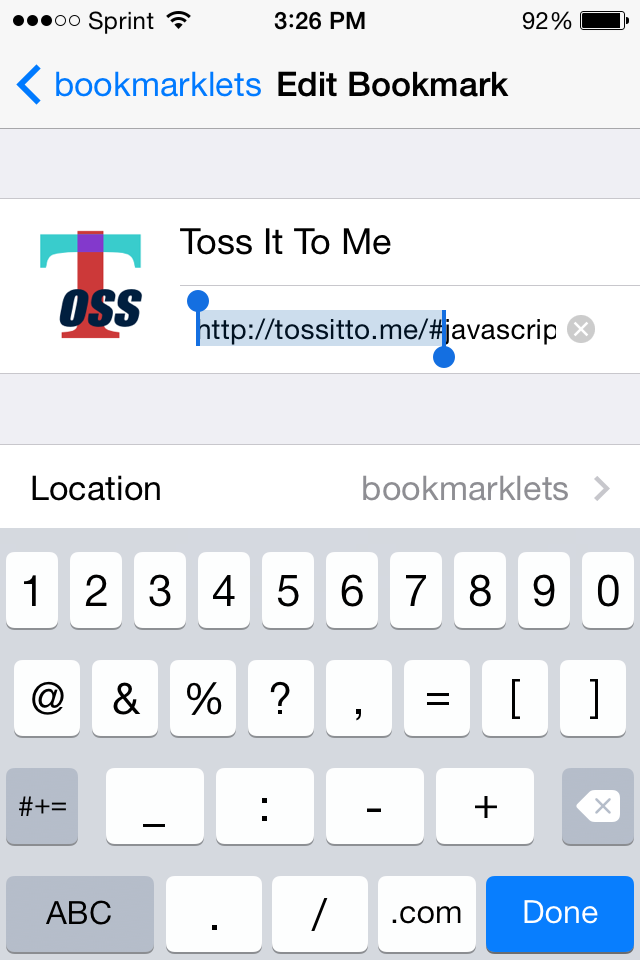 Sprint 3:26 PM 92%
bookmarklets Edit Bookmark
Toss It To Me
TOSS
http://tossitto.me/#javascrip
Location bookmarklets
1 2 3 4 5 6 7 8 9 0
@ & % ? , = [ ]
#+= _ : - +
ABC . / .com Done